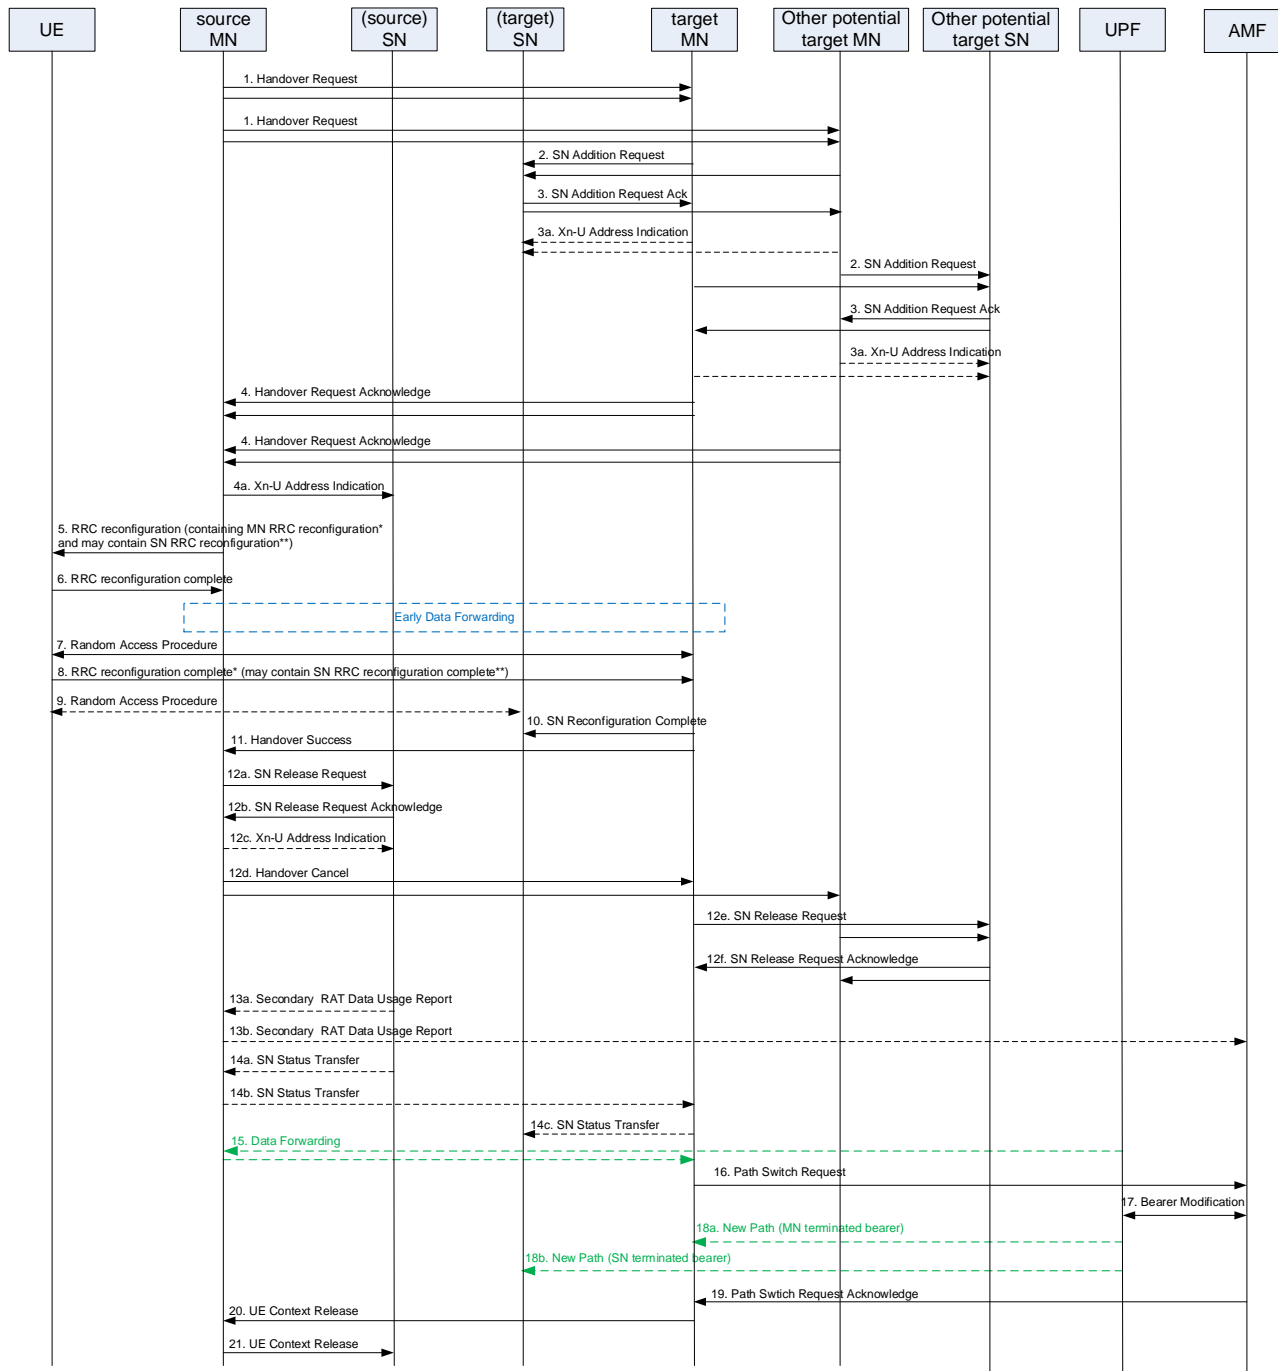 UE
source
MN
(source)
SN
(target)
SN
target
MN
Other potential
target MN
Other potential
target SN
UPF
AMF
1. Handover Request
1. Handover Request
2. SN Addition Request
3. SN Addition Request Ack
3a. Xn-U Address Indication
2. SN Addition Request
3. SN Addition Request Ack
3a. Xn-U Address Indication
4. Handover Request Acknowledge
4. Handover Request Acknowledge
4a. Xn-U Address Indication
5. RRC reconfiguration (containing MN RRC reconfiguration*
and may contain SN RRC reconfiguration**)
6. RRC reconfiguration complete
Early Data Forwarding
7. Random Access Procedure
8. RRC reconfiguration complete* (may contain SN RRC reconfiguration complete**)
9. Random Access Procedure
10. SN Reconfiguration Complete
11. Handover Success
12a. SN Release Request
12b. SN Release Request Acknowledge
12c. Xn-U Address Indication
12d. Handover Cancel
12e. SN Release Request
12f. SN Release Request Acknowledge
13a. Secondary RAT Data Usage Report
13b. Secondary RAT Data Usage Report
14a. SN Status Transfer
14b. SN Status Transfer
14c. SN Status Transfer
15. Data Forwarding
16. Path Switch Request
17. Bearer Modification
18a. New Path (MN terminated bearer)
18b. New Path (SN terminated bearer)
19. Path Swtich Request Acknowledge
20. UE Context Release
21. UE Context Release